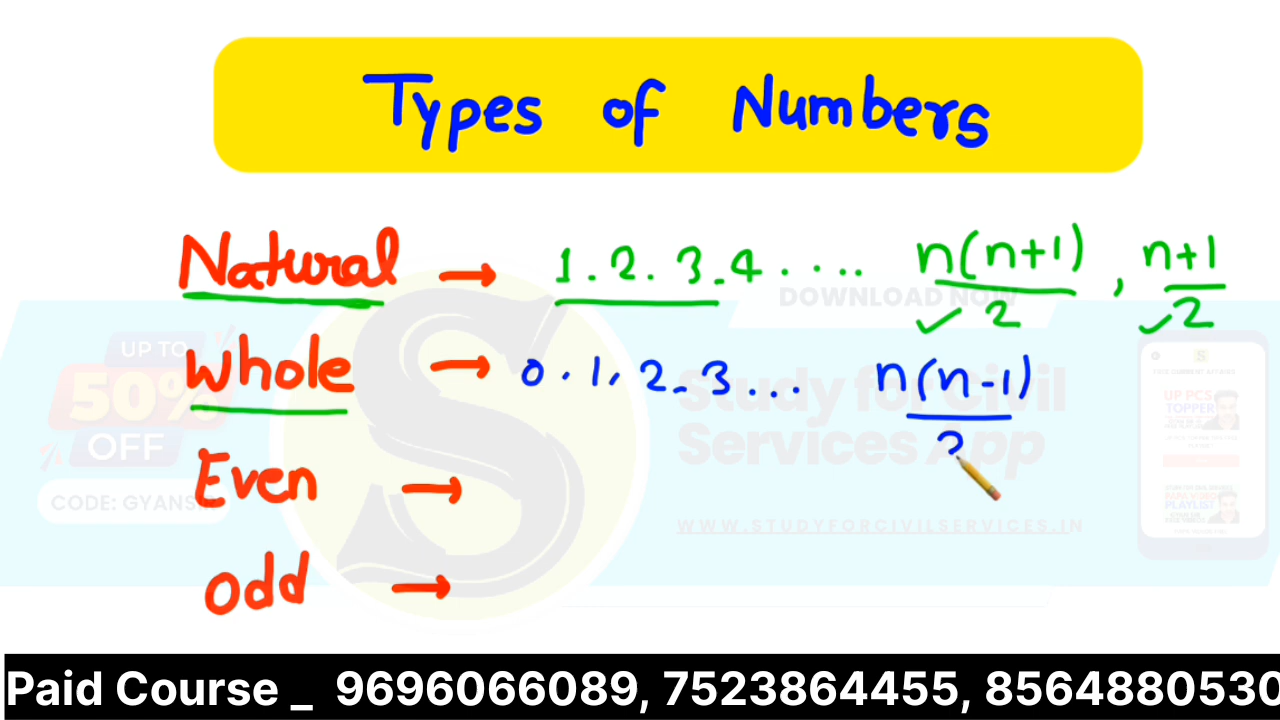 Types of Numbers
Natural → 1.2.3.4..... n(n+1)/2 , n+1/2
DOWNLOAD NOW
Whole → 0.1,2.3... n(n-1)/2
UP TO
50%
OFF
CODE: GYANSIR
Study for Civil
Services App
UP PCS
TOPPER
PLAYLIST
Even →
WWW.STUDYFORCIVILSERVICES.IN
odd →
Paid Course _ 9696066089, 7523864455, 8564880530